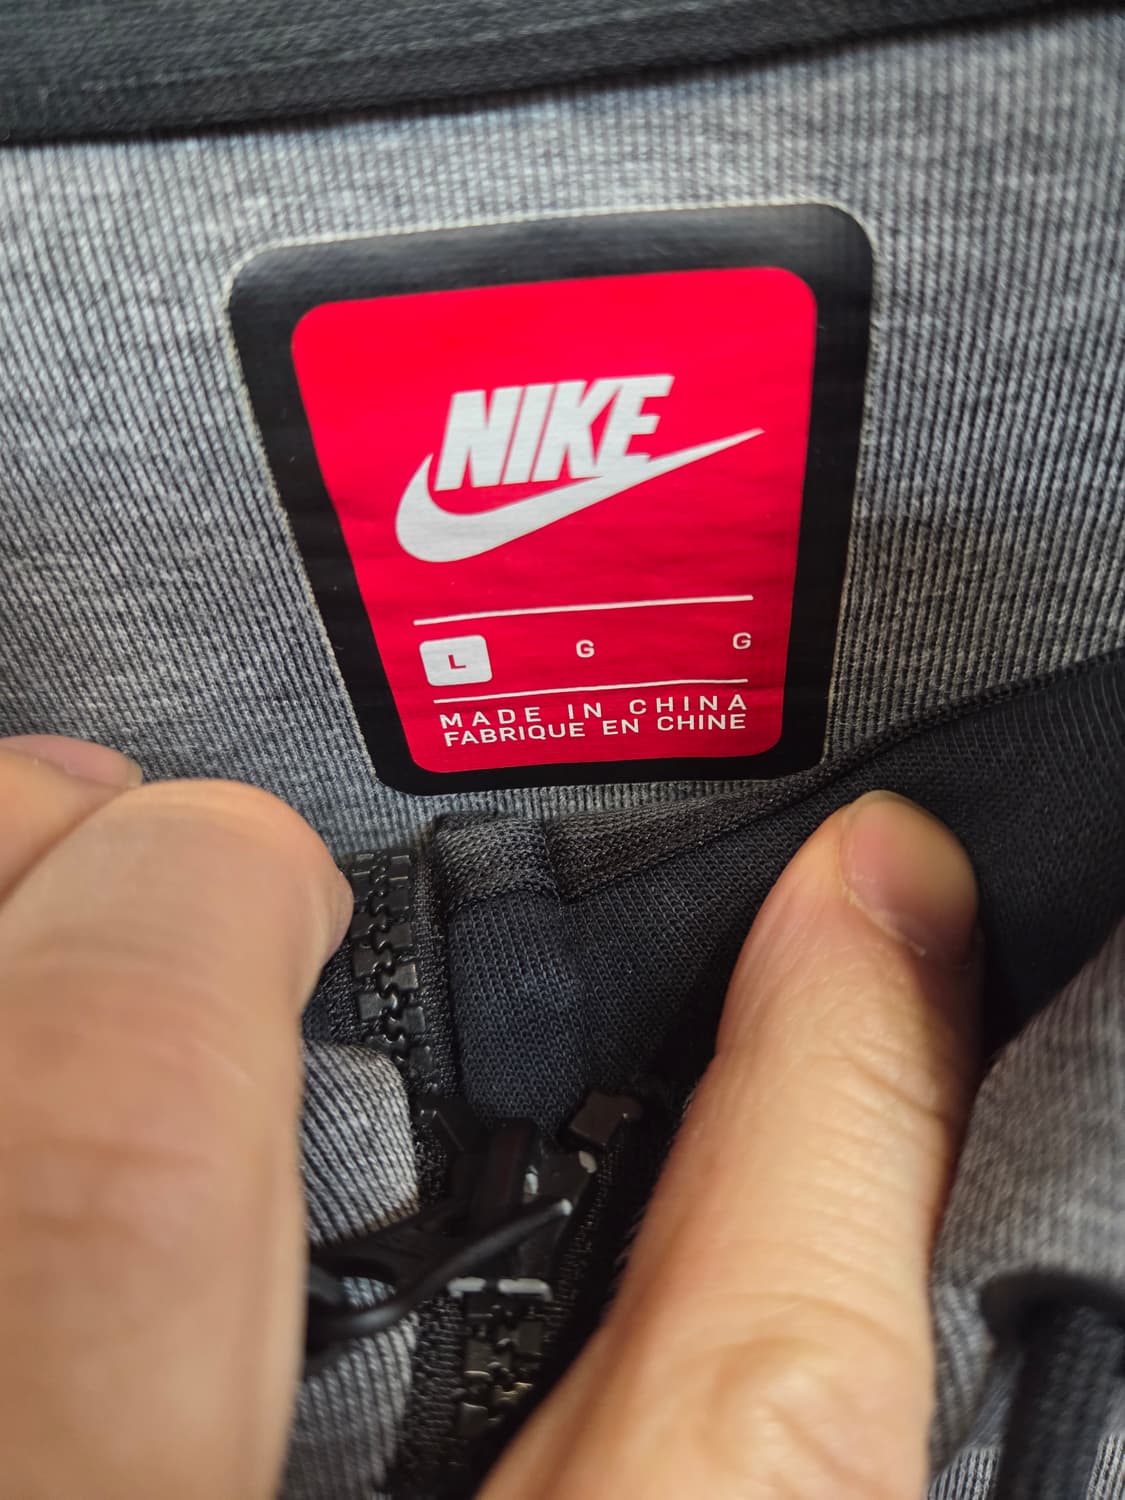 NIKE
L G G
MADE IN CHINA
FABRIQUE EN CHINE